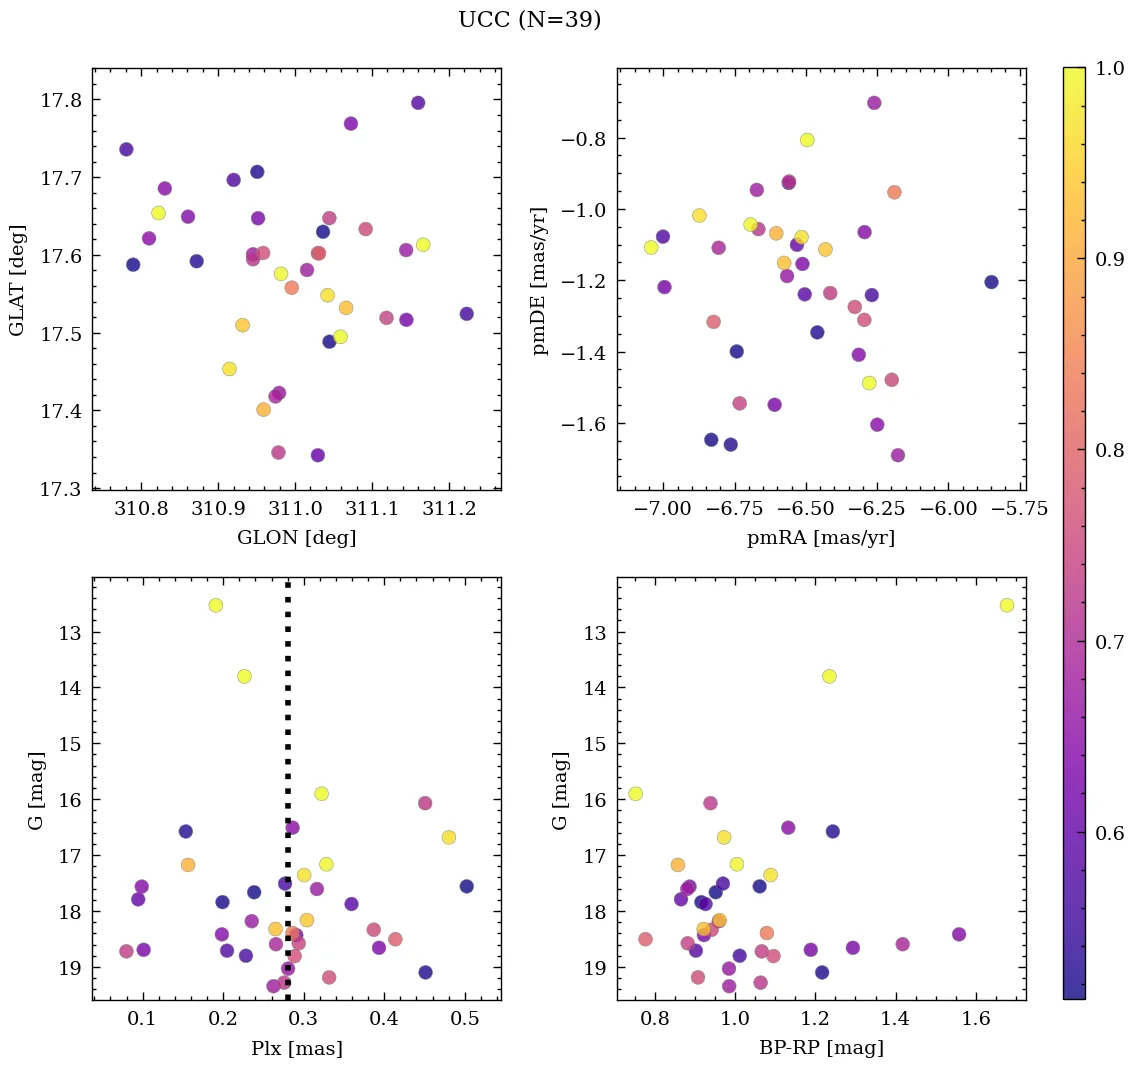 UCC (N=39)
17.8
17.7
17.6
17.5
17.4
17.3
GLAT [deg]
310.8 310.9 311.0 311.1 311.2
GLON [deg]
−0.8
−1.0
−1.2
−1.4
−1.6
pmDE [mas/yr]
−7.00 −6.75 −6.50 −6.25 −6.00 −5.75
pmRA [mas/yr]
13
14
15
16
17
18
19
G [mag]
0.1 0.2 0.3 0.4 0.5
Plx [mas]
13
14
15
16
17
18
19
G [mag]
0.8 1.0 1.2 1.4 1.6
BP-RP [mag]
1.0
0.9
0.8
0.7
0.6